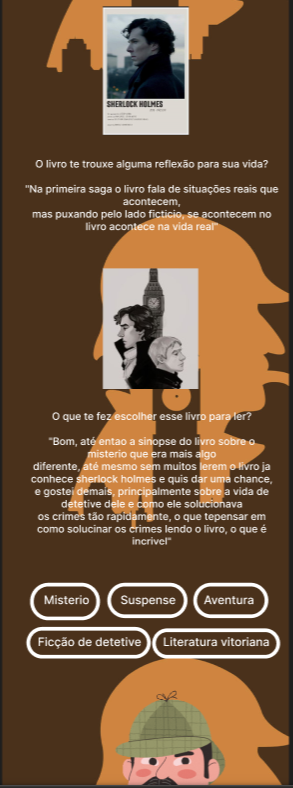 SHERLOCK HOLMES
O livro te trouxe alguma reflexão para sua vida?
"Na primeira saga o livro fala de situações reais que
acontecem,
mas puxando pelo lado ficticio, se acontecem no
livro acontece na vida real"
O que te fez escolher esse livro para ler?
"Bom, até entao a sinopse do livro sobre o
misterio que era mais algo
diferente, até mesmo sem muitos lerem o livro ja
conhece sherlock holmes e quis dar uma chance,
e gostei demais, principalmente sobre a vida de
detetive dele e como ele solucionava
os crimes tão rapidamente, o que tepensar em
como solucinar os crimes lendo o livro, o que é
incrivel"
Misterio Suspense Aventura
Ficção de detetive Literatura vitoriana